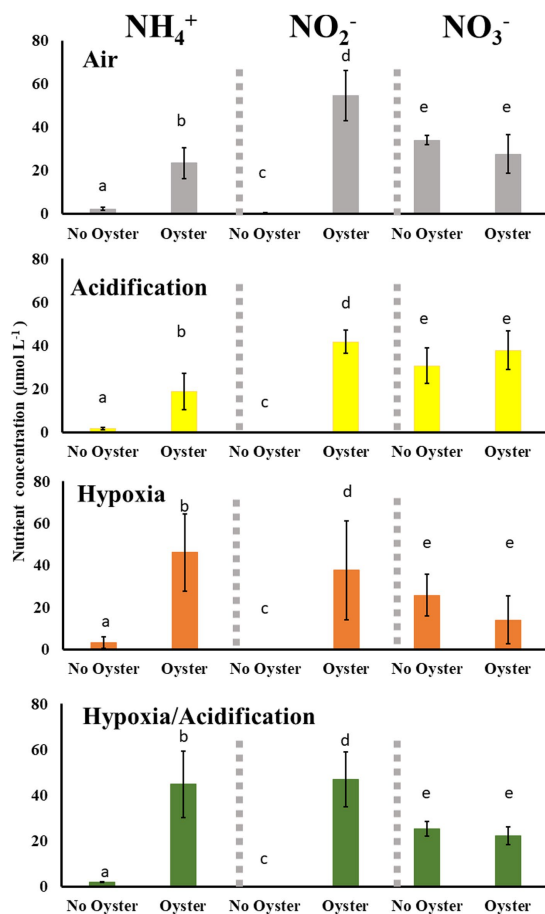 NH₄⁺ NO₂⁻ NO₃⁻
Nutrient concentration (µmol L⁻¹)
Air
80
60
40
20
0
a b c d e e
No Oyster Oyster No Oyster Oyster No Oyster Oyster
Acidification
80
60
40
20
0
a b c d e e
No Oyster Oyster No Oyster Oyster No Oyster Oyster
Hypoxia
80
60
40
20
0
a b c d e e
No Oyster Oyster No Oyster Oyster No Oyster Oyster
Hypoxia/Acidification
80
60
40
20
0
a b c d e e
No Oyster Oyster No Oyster Oyster No Oyster Oyster